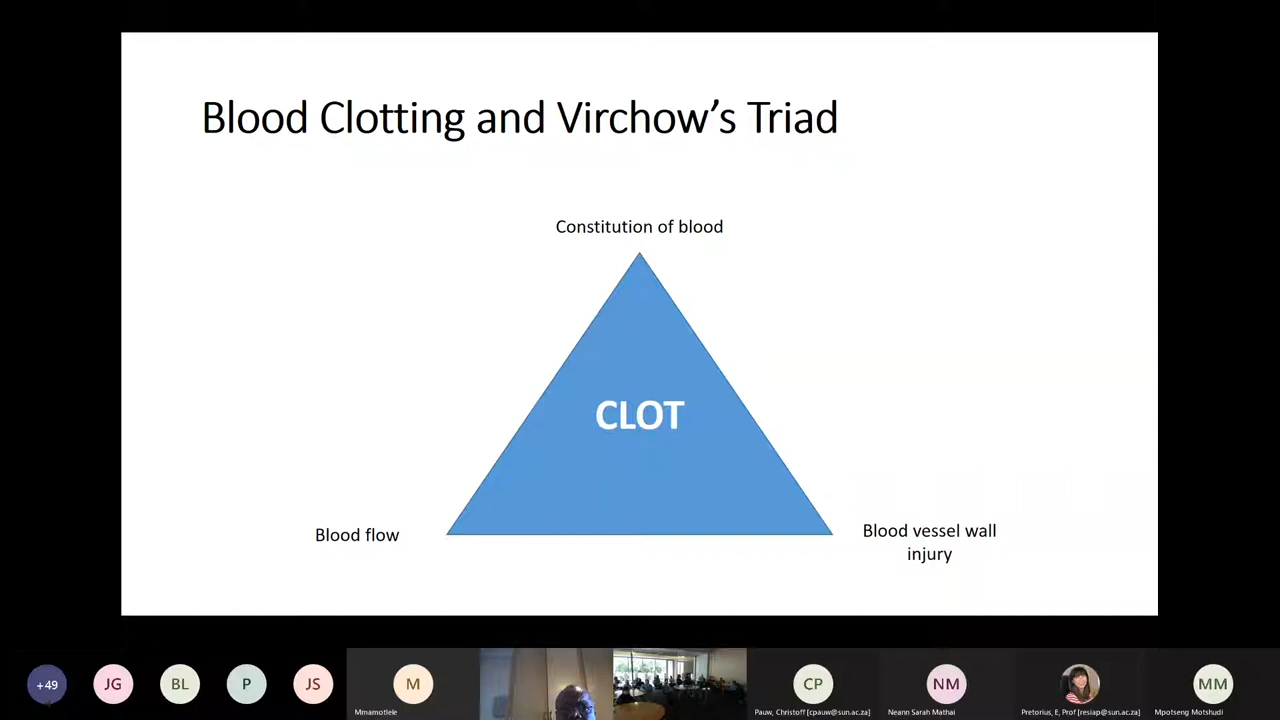 Blood Clotting and Virchow’s Triad
Constitution of blood
CLOT
Blood flow
Blood vessel wall
injury
+49
JG
BL
P
JS
M
CP
NM
MM
Mmamotlele
Pauw, Christoff [cpauw@sun.ac.za]
Neann Sarah Mathai
Pretorius, E, Prof [resiap@sun.ac.za]
Mpotseng Motshudi